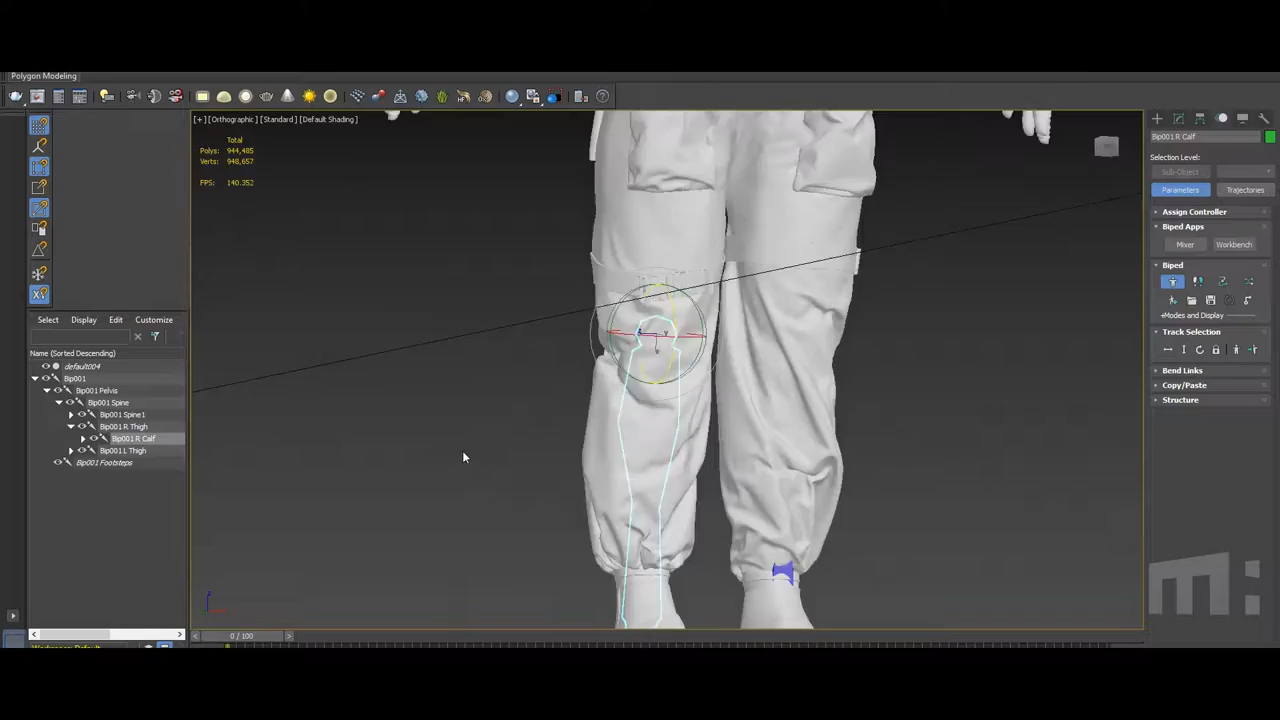 Polygon Modeling
[+] [Orthographic] [Standard] [Default Shading]
Total
Polys: 944,485
Verts: 948,657
FPS: 140.352
Select Display Edit Customize
Name (Sorted Descending)
default004
Bip001
Bip001 Pelvis
Bip001 Spine
Bip001 Spine1
Bip001 R Thigh
Bip001 R Calf
Bip001 L Thigh
Bip001 Footsteps
0 / 100
Workspace: Default
Bip001 R Calf
Selection Level:
Sub-Object
Parameters Trajectories
Assign Controller
Biped Apps
Mixer Workbench
Biped
+Modes and Display
Track Selection
Bend Links
Copy/Paste
Structure